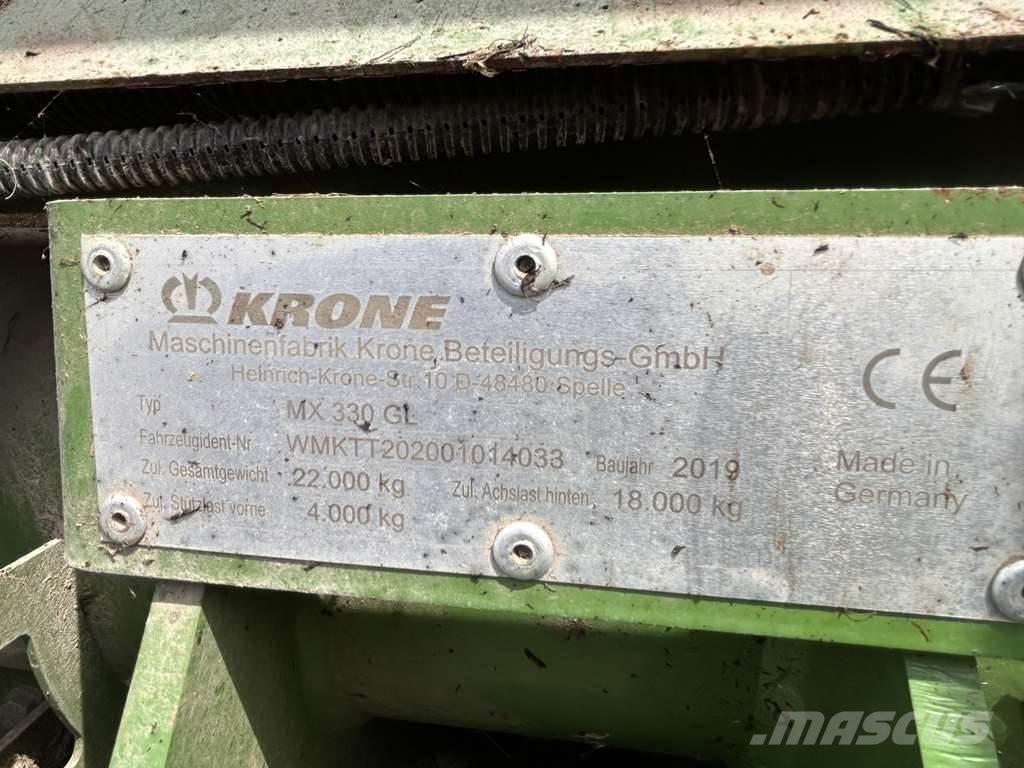 KRONE
Maschinenfabrik Krone Beteiligungs-GmbH
Heinrich-Krone-Str. 10 D-48480 Spelle
CE
Typ MX 330 GL
Fahrzeugident-Nr WMKTT202001014033 Baujahr 2019
Made in
Germany
Zul. Gesamtgewicht 22.000 kg Zul. Achslast hinten, 18.000 kg
Zul. Stützlast vorne 4.000 kg
MASCUS